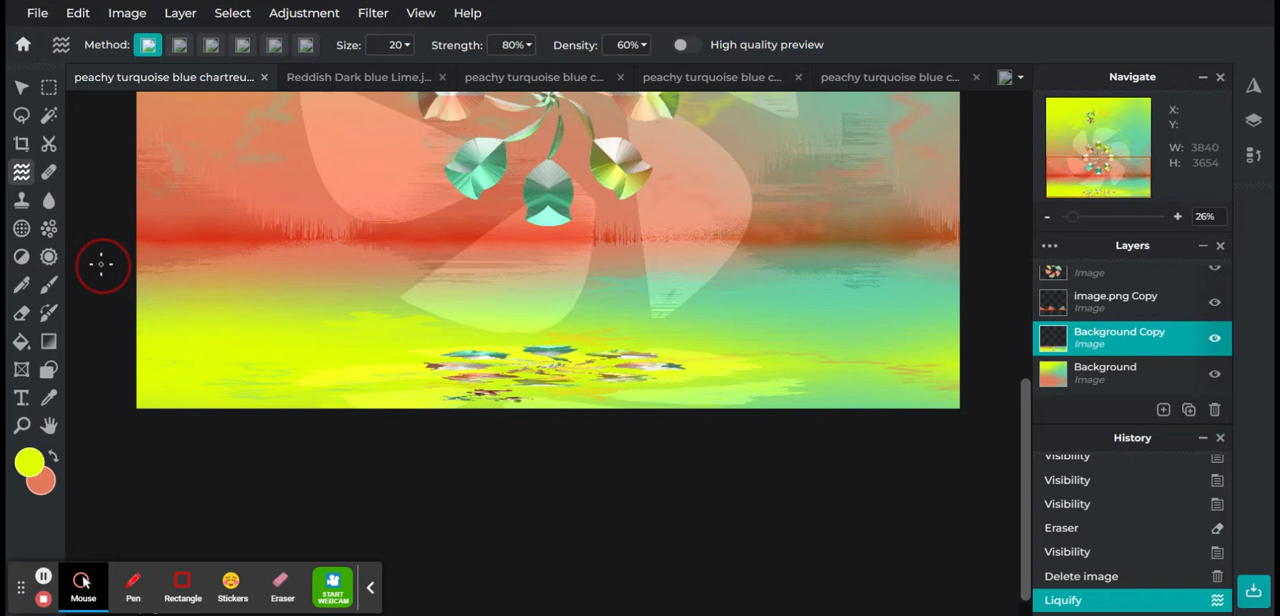 File Edit Image Layer Select Adjustment Filter View Help
Method: Size: 20 Strength: 80% Density: 60% High quality preview
peachy turquoise blue chartreu... Reddish Dark blue Lime.j... peachy turquoise blue c... peachy turquoise blue c... peachy turquoise blue c...
Navigate
X:
Y:
W: 3840
H: 3654
- + 26%
Layers
Image
image.png Copy
Image
Background Copy
Image
Background
Image
History
Visibility
Visibility
Visibility
Eraser
Visibility
Delete image
Liquify
Mouse Pen Rectangle Stickers Eraser START WEBCAM